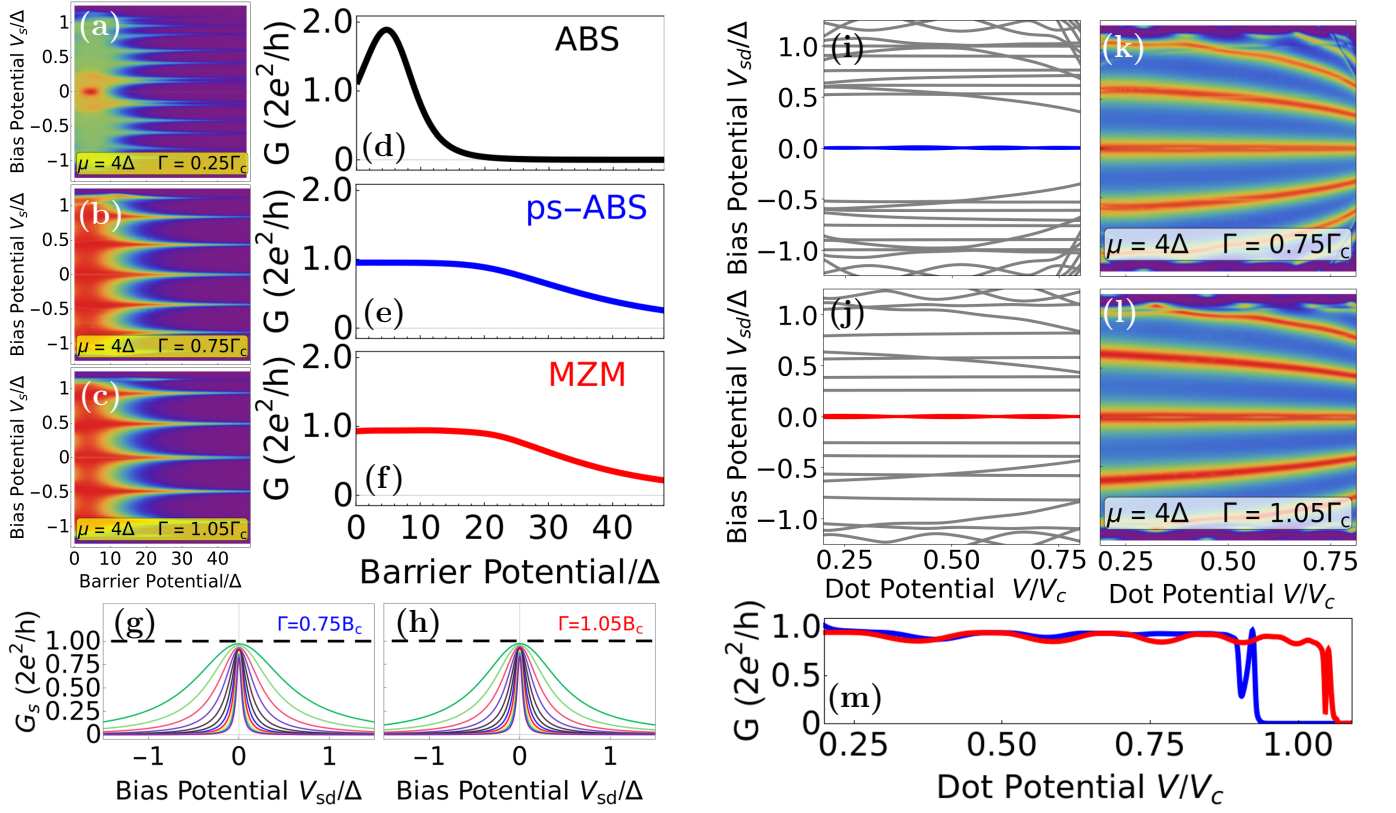 (a)
Bias Potential Vₛ/Δ
1
0.5
0
−0.5
−1
μ = 4Δ Γ = 0.25Γ_c
(b)
Bias Potential Vₛ/Δ
1
0.5
0
−0.5
−1
μ = 4Δ Γ = 0.75Γ_c
(c)
Bias Potential Vₛ/Δ
1
0.5
0
−0.5
−1
μ = 4Δ Γ = 1.05Γ_c
0 10 20 30 40
Barrier Potential/Δ
G (2e²/h)
2.0
1.0
0
ABS
(d)
G (2e²/h)
2.0
1.0
0
ps−ABS
(e)
G (2e²/h)
2.0
1.0
0
MZM
(f)
0 10 20 30 40
Barrier Potential/Δ
(g)
Γ=0.75B_c
Gₛ (2e²/h)
1.00
0.75
0.50
0.25
0
−1 0 1
Bias Potential V_sd/Δ
(h)
Γ=1.05B_c
−1 0 1
Bias Potential V_sd/Δ
(i)
Bias Potential V_sd/Δ
1.0
0.5
0.0
−0.5
−1.0
(j)
Bias Potential V_sd/Δ
1.0
0.5
0.0
−0.5
−1.0
0.25 0.50 0.75
Dot Potential V/V_c
(k)
μ = 4Δ Γ = 0.75Γ_c
(l)
μ = 4Δ Γ = 1.05Γ_c
0.25 0.50 0.75
Dot Potential V/V_c
G (2e²/h)
1.0
0.5
0
(m)
0.25 0.50 0.75 1.00
Dot Potential V/V_c